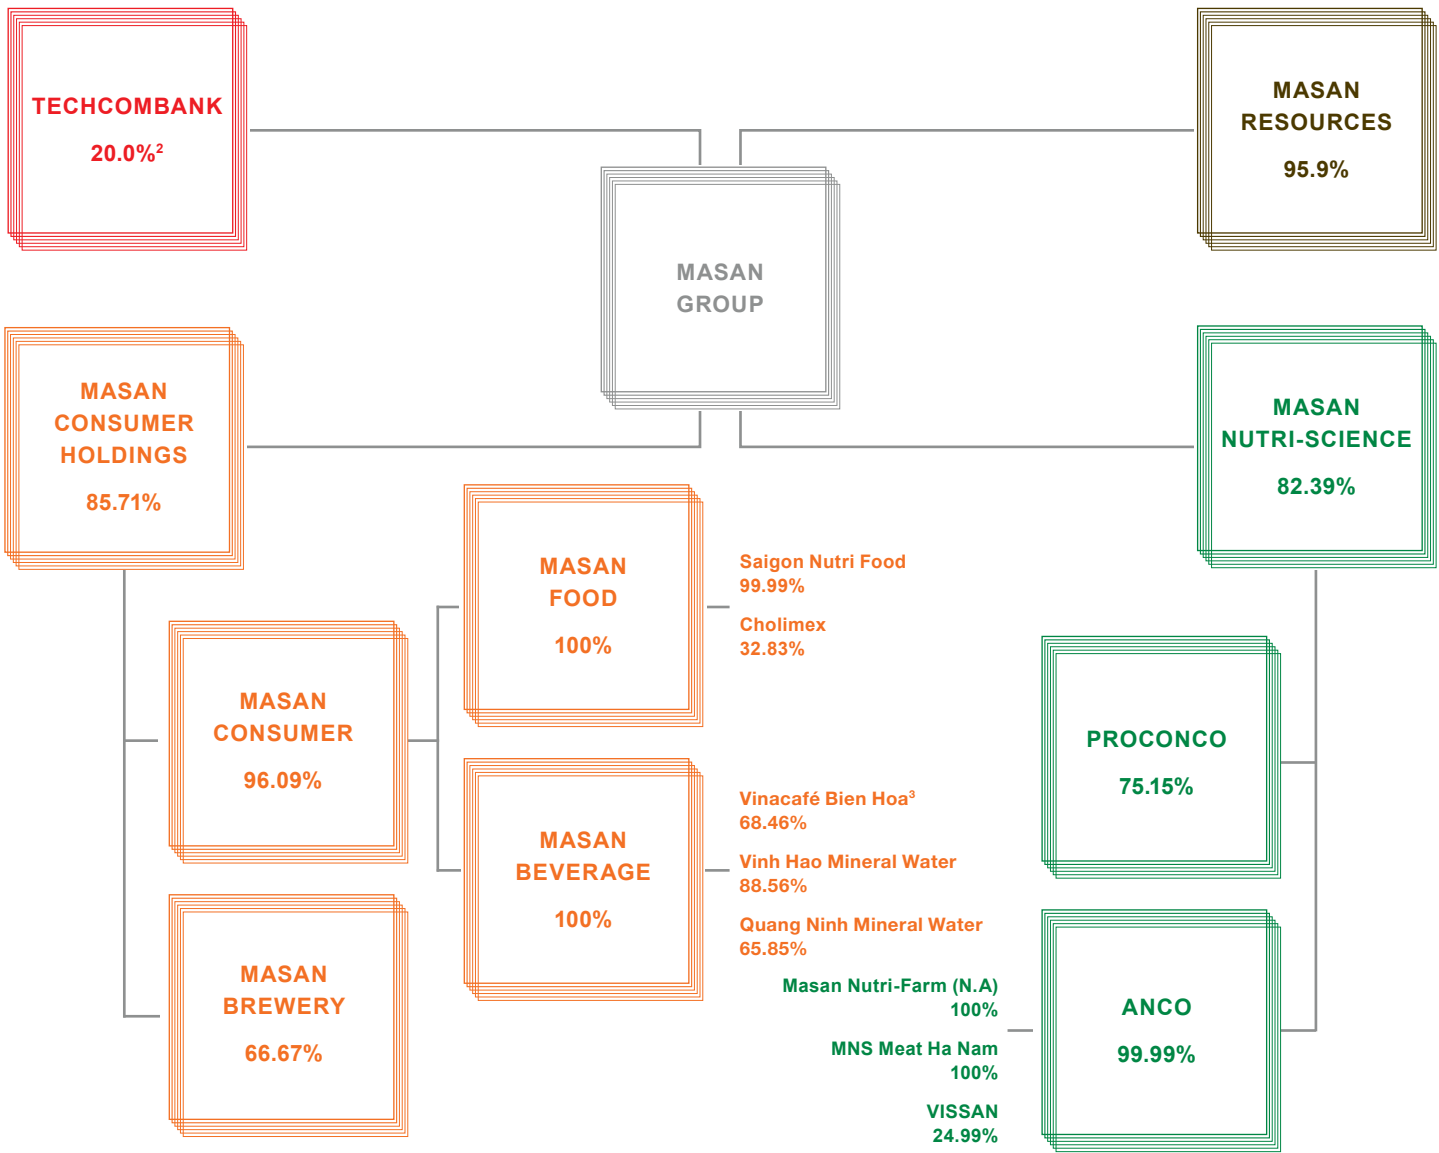 TECHCOMBANK
20.0%²
MASAN
RESOURCES
95.9%
MASAN
GROUP
MASAN
CONSUMER
HOLDINGS
85.71%
MASAN
NUTRI-SCIENCE
82.39%
MASAN
FOOD
100%
Saigon Nutri Food
99.99%
Cholimex
32.83%
MASAN
CONSUMER
96.09%
PROCONCO
75.15%
MASAN
BEVERAGE
100%
Vinacafé Bien Hoa³
68.46%
Vinh Hao Mineral Water
88.56%
Quang Ninh Mineral Water
65.85%
MASAN
BREWERY
66.67%
Masan Nutri-Farm (N.A)
100%
MNS Meat Ha Nam
100%
VISSAN
24.99%
ANCO
99.99%